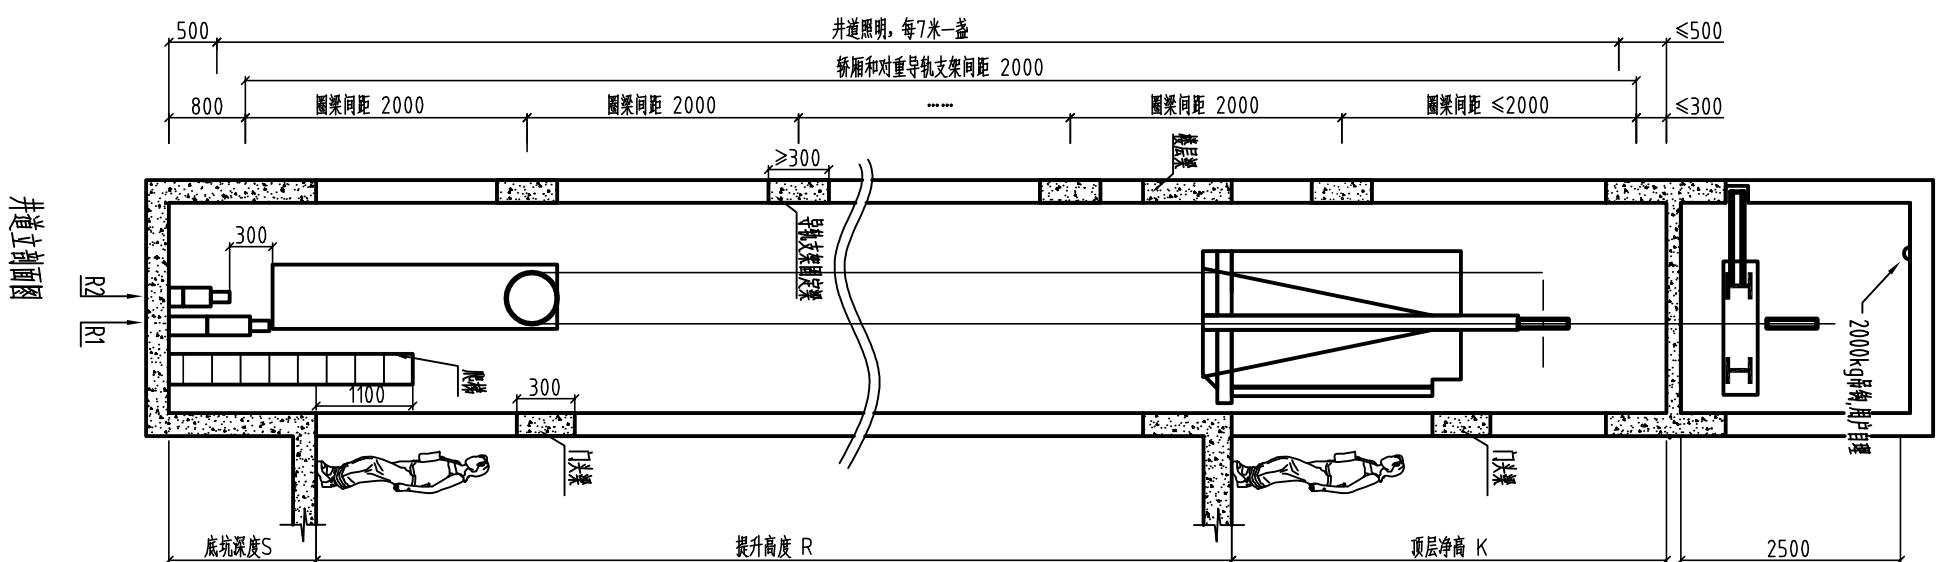 500
井道照明，每7米一盏
≤500
轿厢和对重导轨支架间距 2000
800
圈梁间距 2000
圈梁间距 2000
……
圈梁间距 2000
圈梁间距 ≤2000
≤300
≥300
楼层梁
井道立剖面图
导轨支架固定梁
300
R2
R1
爬梯
1100
300
门头梁
门头梁
2000kg吊钩,用户自理
底坑深度S
提升高度 R
顶层净高 K
2500